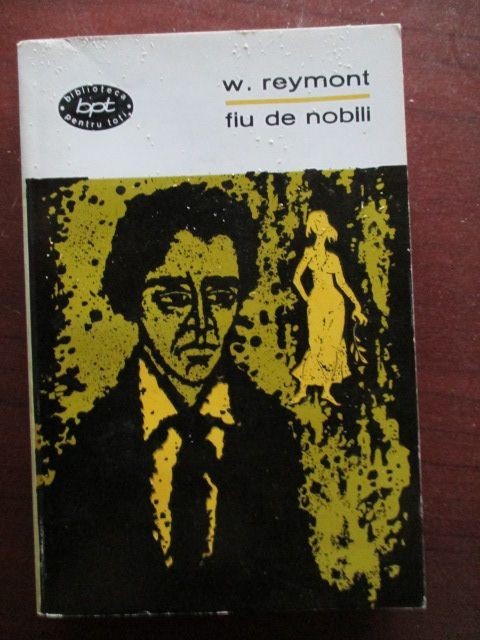 biblioteca
bpt
pentru toți
w. reymont
fiu de nobili